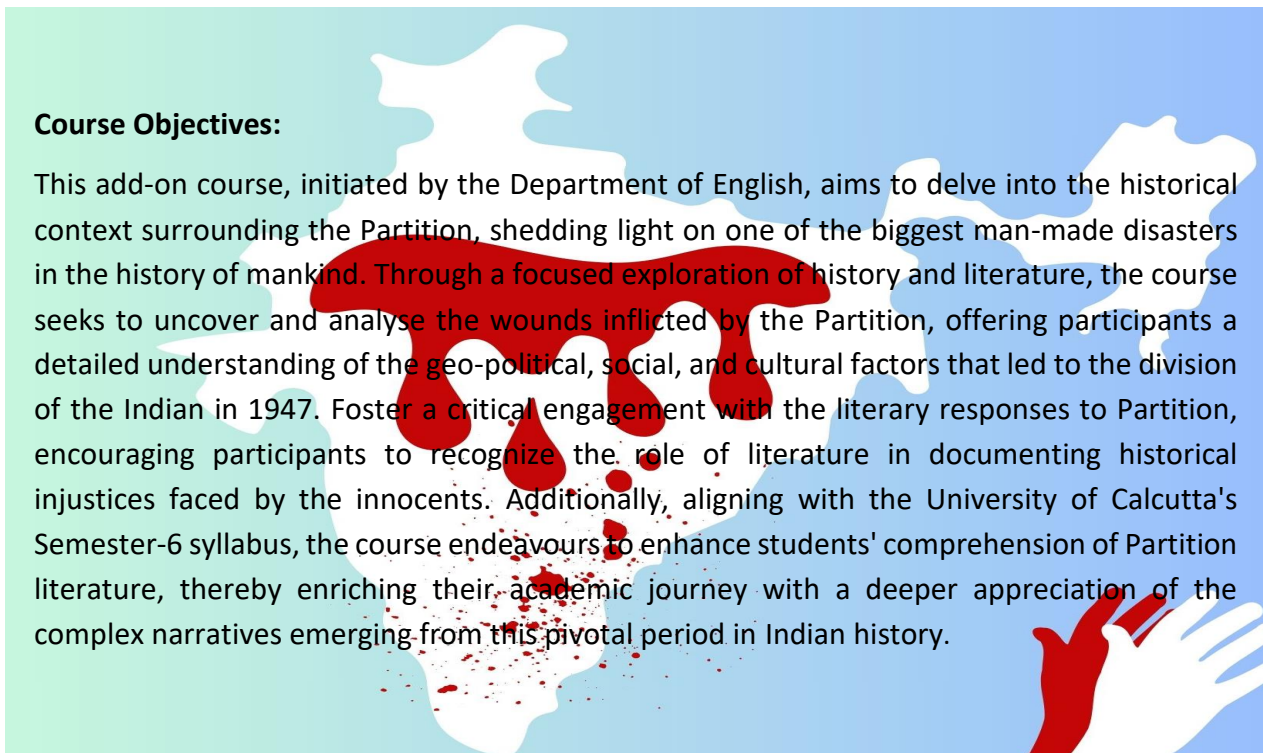 Course Objectives:
This add-on course, initiated by the Department of English, aims to delve into the historical
context surrounding the Partition, shedding light on one of the biggest man-made disasters
in the history of mankind. Through a focused exploration of history and literature, the course
seeks to uncover and analyse the wounds inflicted by the Partition, offering participants a
detailed understanding of the geo-political, social, and cultural factors that led to the division
of the Indian in 1947. Foster a critical engagement with the literary responses to Partition,
encouraging participants to recognize the role of literature in documenting historical
injustices faced by the innocents. Additionally, aligning with the University of Calcutta's
Semester-6 syllabus, the course endeavours to enhance students' comprehension of Partition
literature, thereby enriching their academic journey with a deeper appreciation of the
complex narratives emerging from this pivotal period in Indian history.